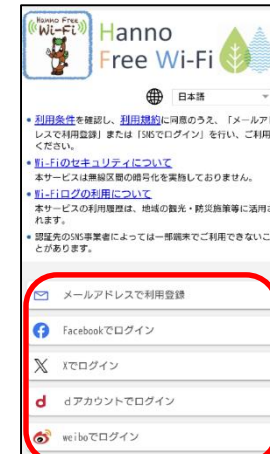 Hanno Free
Wi-Fi
Hanno
Free Wi-Fi
日本語
・利用条件を確認し、利用規約に同意のうえ、「メールアド
レスで利用登録」または「SNSでログイン」を行い、ご利用
ください。
・Wi-Fiのセキュリティについて
本サービスは無線区間の暗号化を実施しておりません。
・Wi-Fiログの利用について
本サービスの利用履歴は、地域の観光・防災施策等に活用さ
れます。
・認証先のSNS事業者によっては一部端末でご利用できないこ
とがあります。
メールアドレスで利用登録
Facebookでログイン
Xでログイン
dアカウントでログイン
weiboでログイン